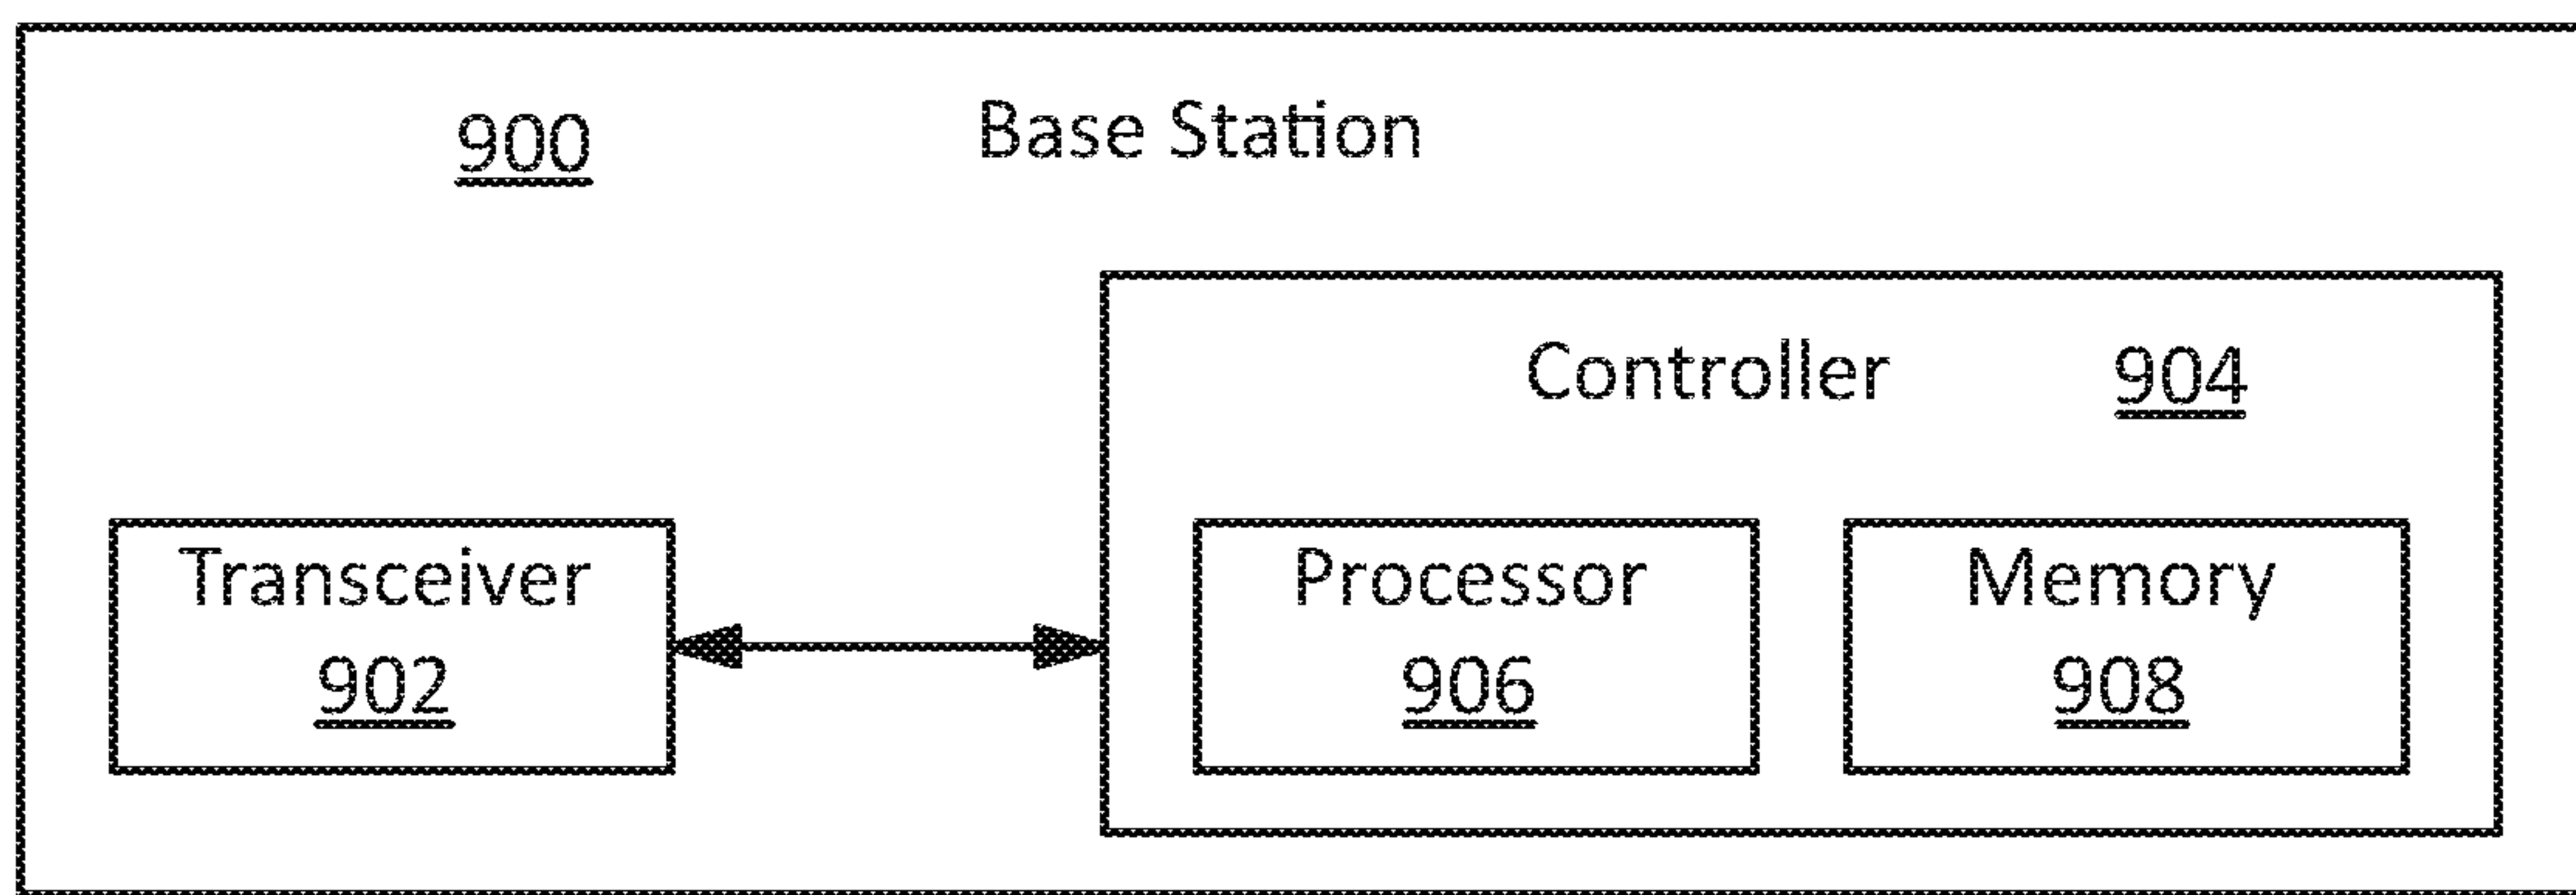 900 Base Station
Controller 904
Transceiver
902
Processor
906
Memory
908